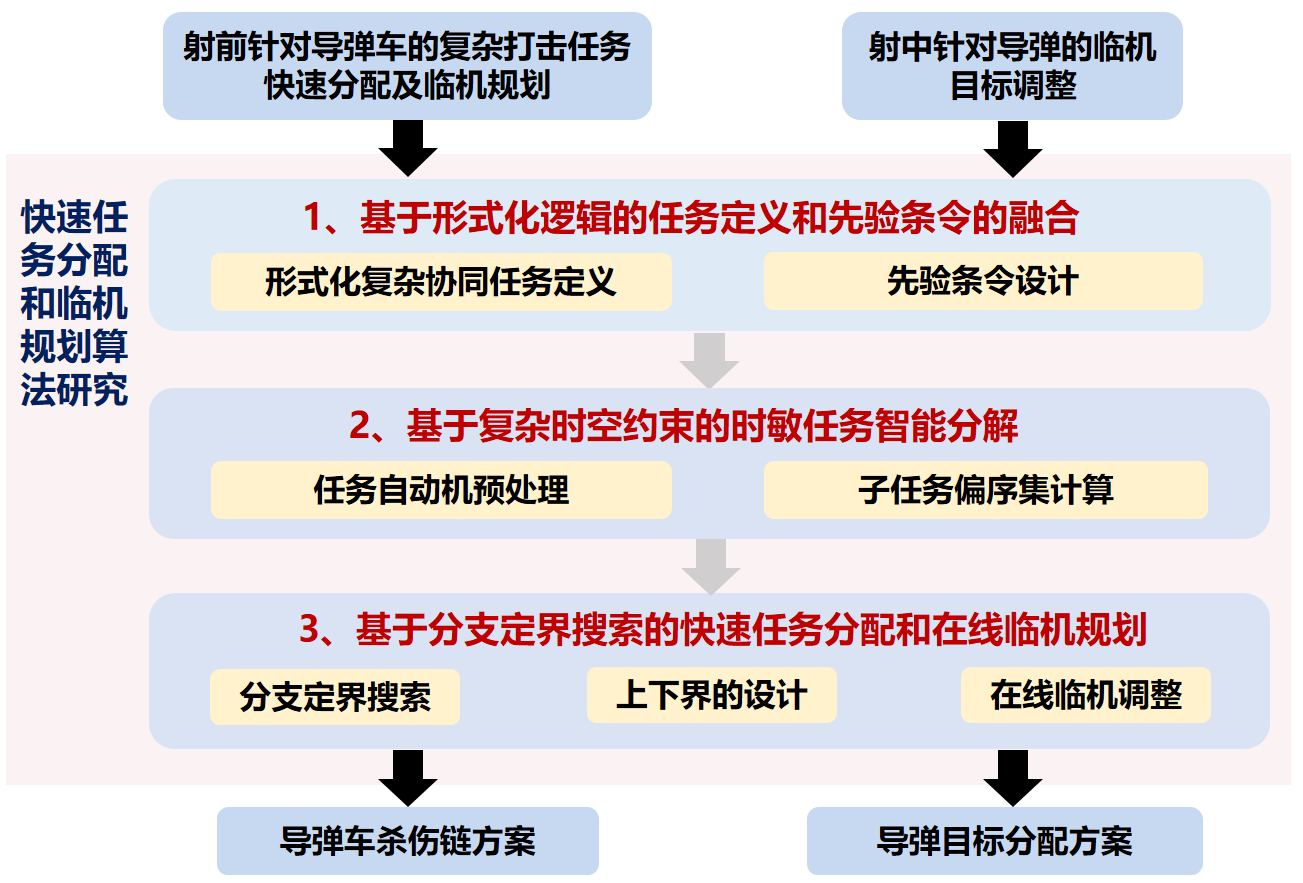 射前针对导弹车的复杂打击任务
快速分配及临机规划
射中针对导弹的临机
目标调整
快速任
务分配
和临机
规划算
法研究
1、基于形式化逻辑的任务定义和先验条令的融合
形式化复杂协同任务定义
先验条令设计
2、基于复杂时空约束的时敏任务智能分解
任务自动机预处理
子任务偏序集计算
3、基于分支定界搜索的快速任务分配和在线临机规划
分支定界搜索
上下界的设计
在线临机调整
导弹车杀伤链方案
导弹目标分配方案